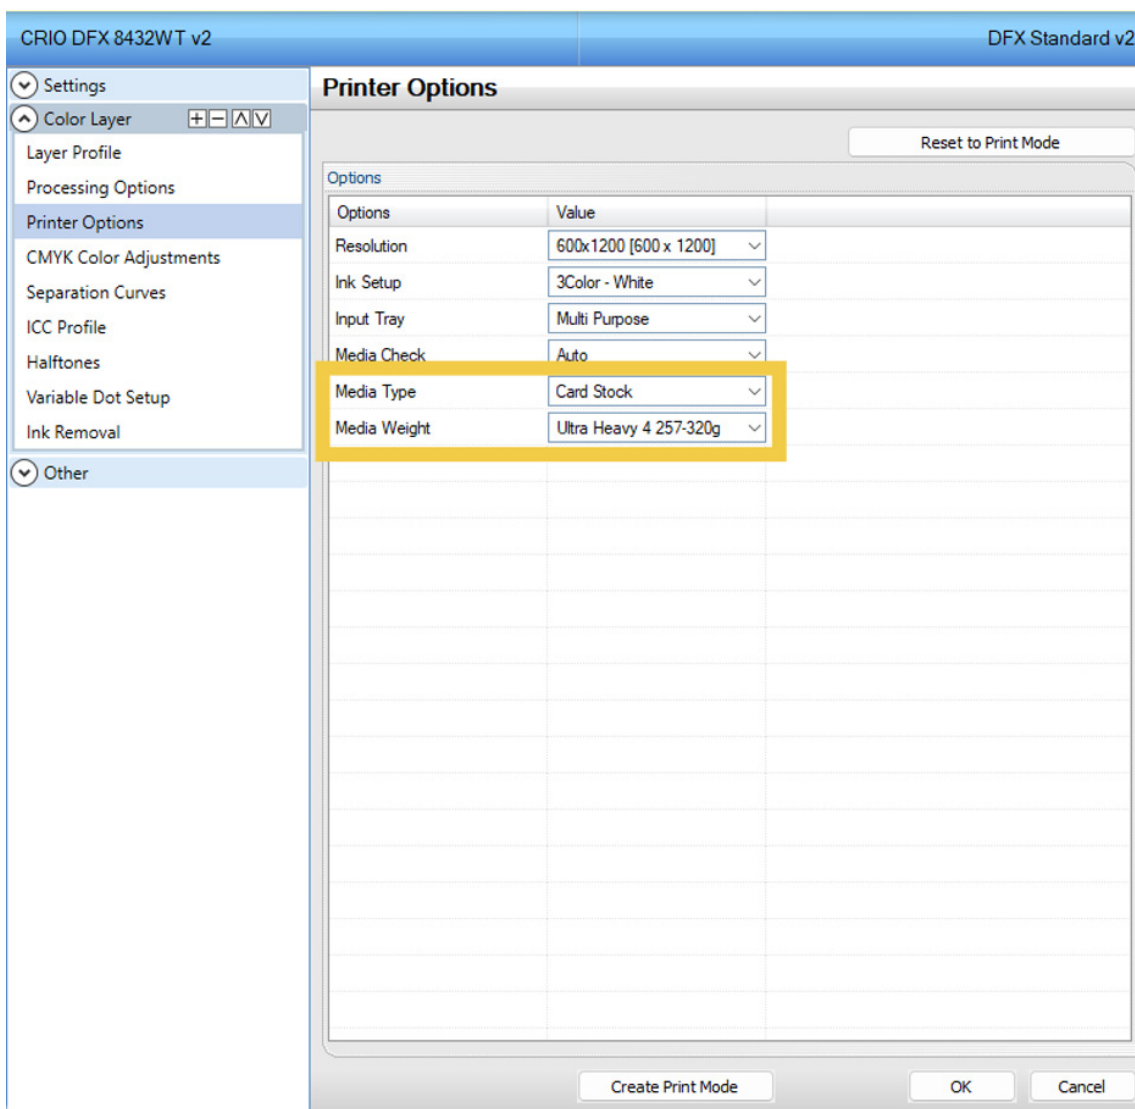 CRIO DFX 8432WT v2 DFX Standard v2
Settings
Color Layer
Layer Profile
Processing Options
Printer Options
CMYK Color Adjustments
Separation Curves
ICC Profile
Halftones
Variable Dot Setup
Ink Removal
Other
Printer Options
Reset to Print Mode
Options
Options Value
Resolution 600x1200 [600 x 1200]
Ink Setup 3Color - White
Input Tray Multi Purpose
Media Check Auto
Media Type Card Stock
Media Weight Ultra Heavy 4 257-320g
Create Print Mode OK Cancel